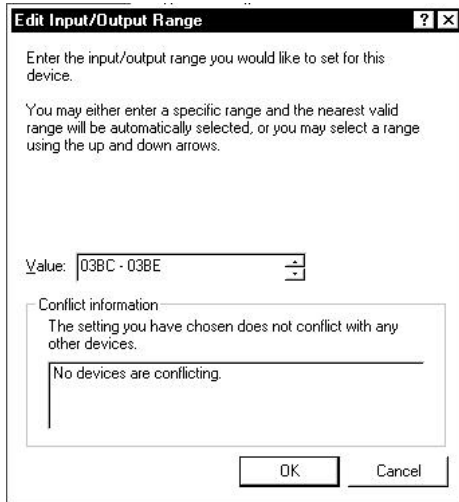 Edit Input/Output Range
Enter the input/output range you would like to set for this
device.
You may either enter a specific range and the nearest valid
range will be automatically selected, or you may select a range
using the up and down arrows.
Value: 03BC - 03BE
Conflict information
The setting you have chosen does not conflict with any
other devices.
No devices are conflicting.
OK Cancel